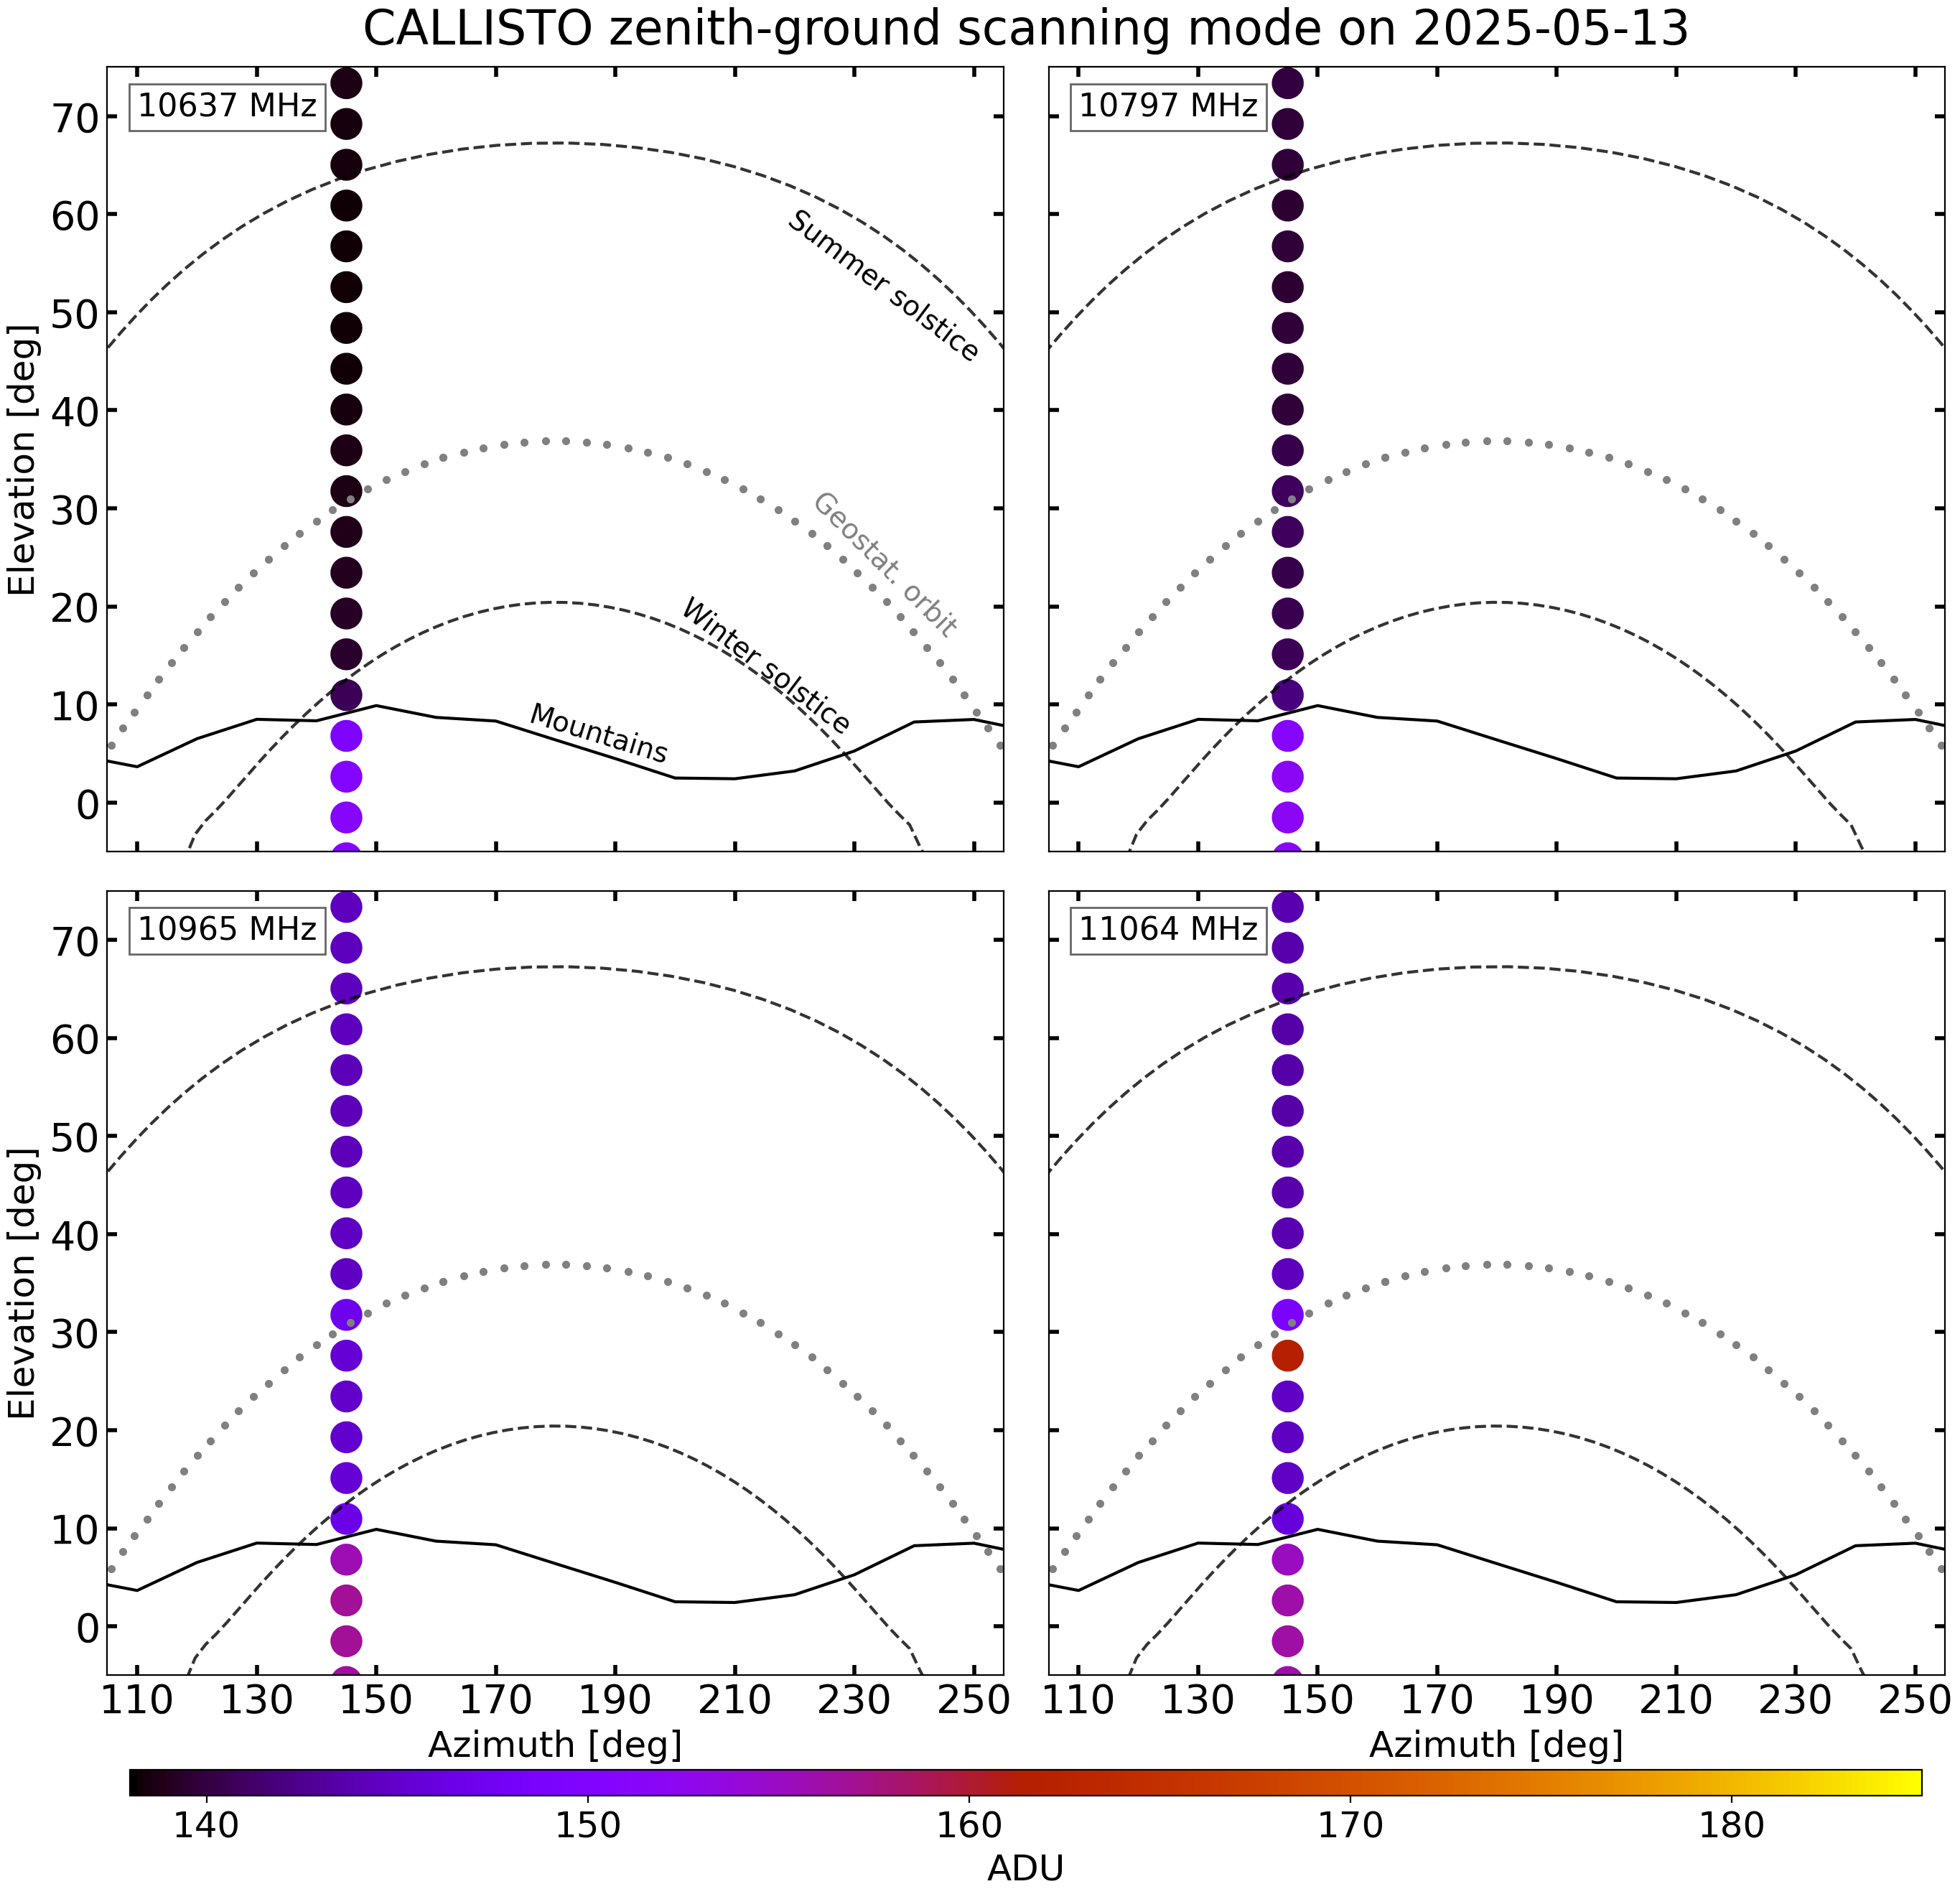 CALLISTO zenith-ground scanning mode on 2025-05-13
10637 MHz
10797 MHz
70
60
50
40
30
20
10
0
Elevation [deg]
Summer solstice
Geostat. orbit
Winter solstice
Mountains
10965 MHz
11064 MHz
70
60
50
40
30
20
10
0
Elevation [deg]
110 130 150 170 190 210 230 250
110 130 150 170 190 210 230 250
Azimuth [deg]
Azimuth [deg]
140 150 160 170 180
ADU